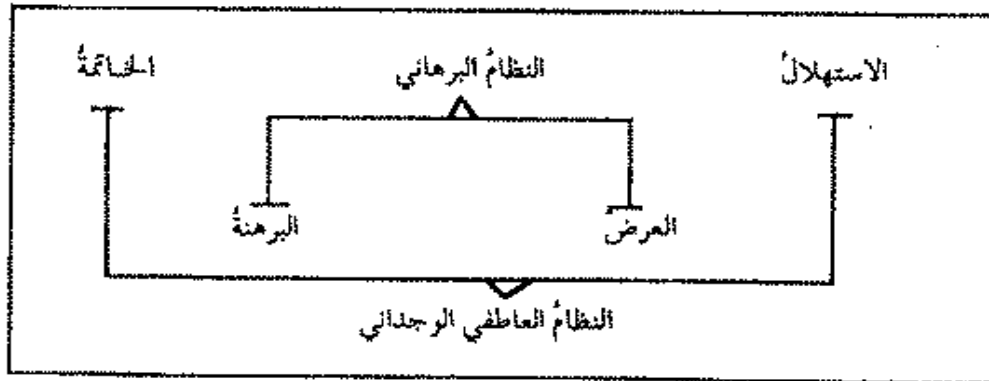 الاستهلالُ النظامُ البرهاني الخاتمةُ
العرضُ البرهنةُ
النظامُ العاطفي الوجداني